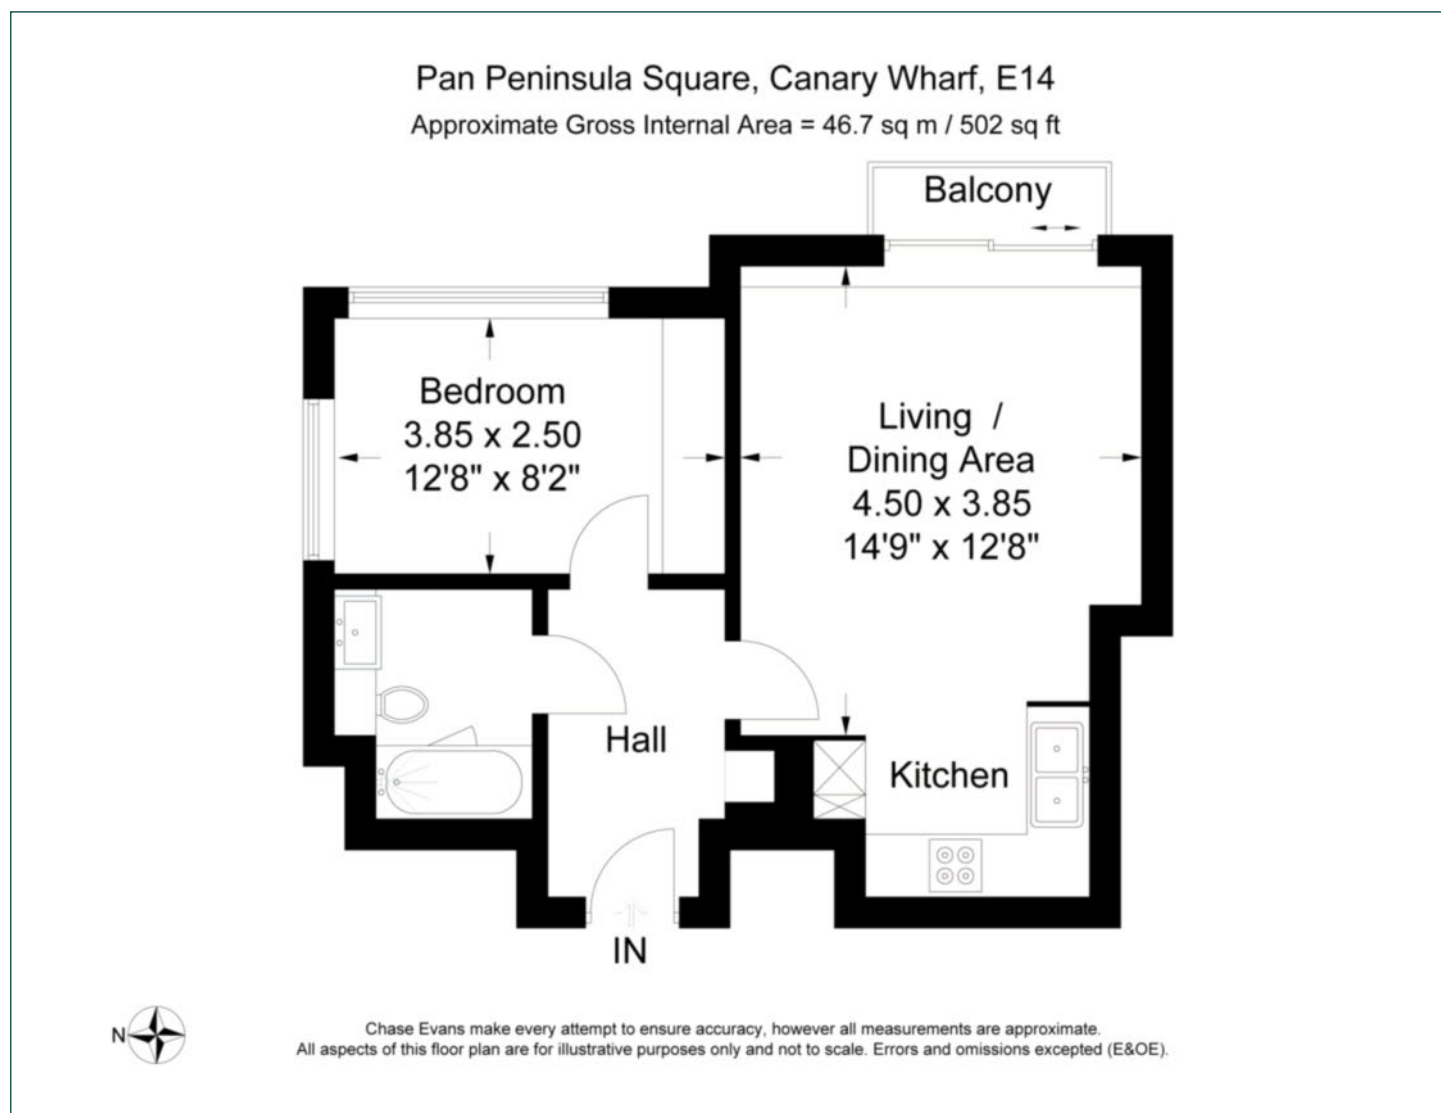 Pan Peninsula Square, Canary Wharf, E14
Approximate Gross Internal Area = 46.7 sq m / 502 sq ft
Balcony
Bedroom
3.85 x 2.50
12'8" x 8'2"
Living /
Dining Area
4.50 x 3.85
14'9" x 12'8"
Hall
Kitchen
IN
N
Chase Evans make every attempt to ensure accuracy, however all measurements are approximate.
All aspects of this floor plan are for illustrative purposes only and not to scale. Errors and omissions excepted (E&OE).